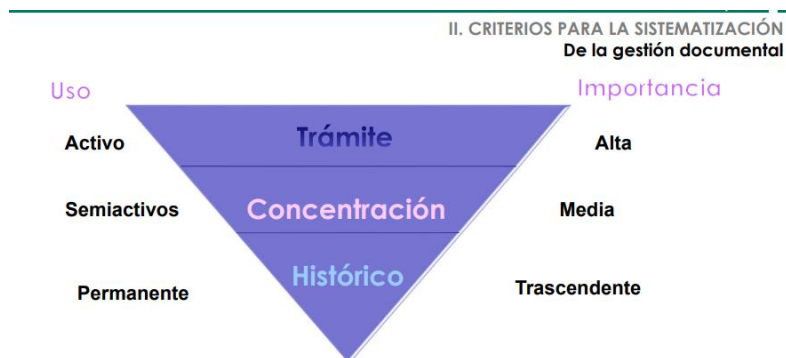 II. CRITERIOS PARA LA SISTEMATIZACIÓN
De la gestión documental
Uso
Importancia
Activo
Trámite
Alta
Semiactivos
Concentración
Media
Permanente
Histórico
Trascendente